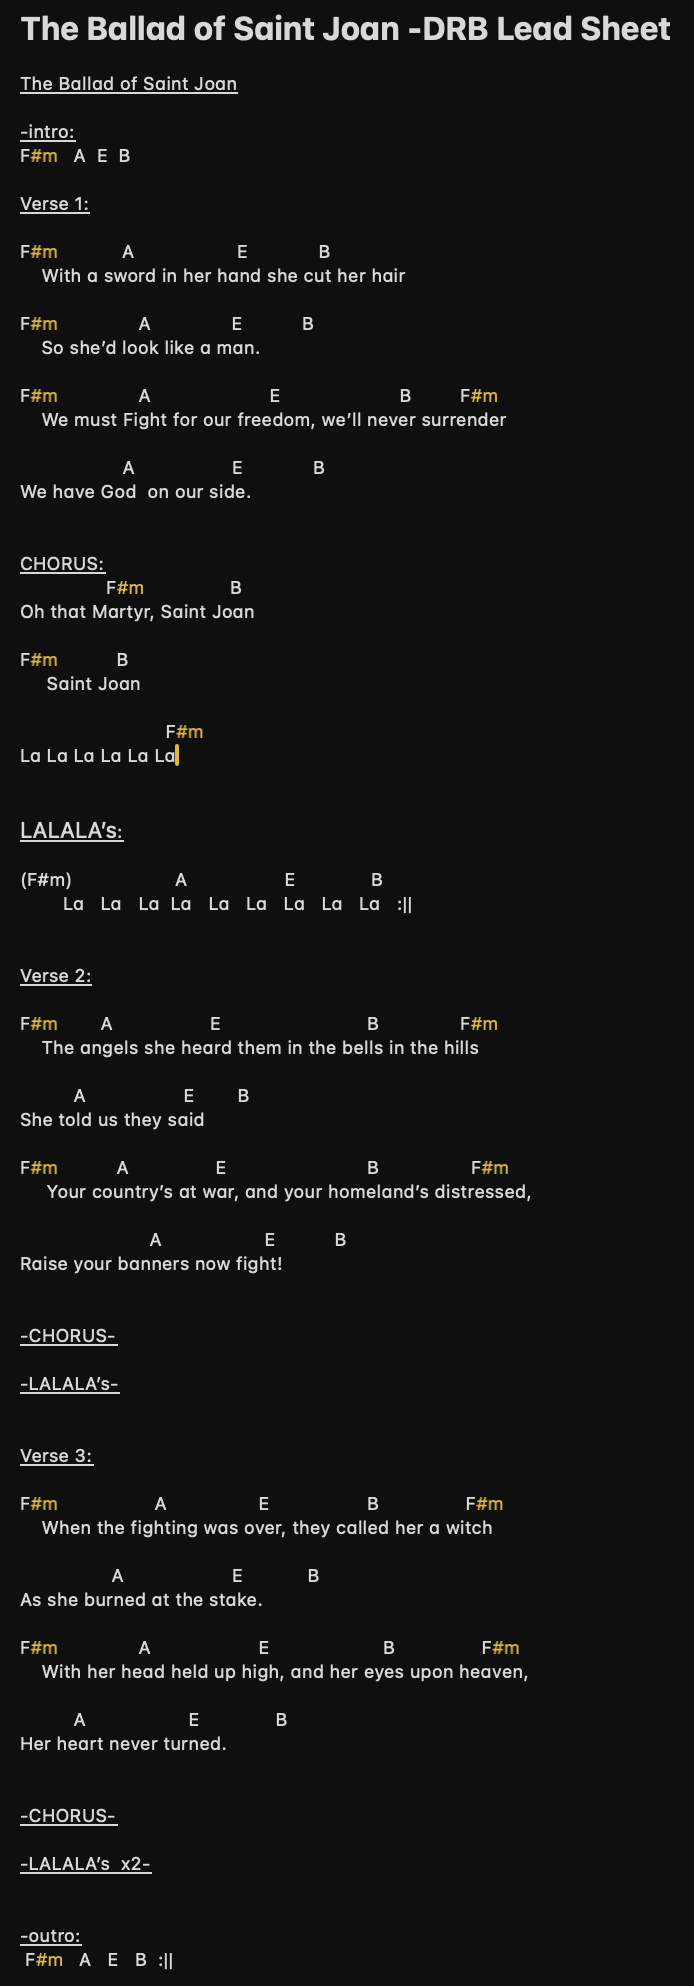 The Ballad of Saint Joan -DRB Lead Sheet
The Ballad of Saint Joan
-intro:
F#m A E B
Verse 1:
F#m A E B
With a sword in her hand she cut her hair
F#m A E B
So she’d look like a man.
F#m A E B F#m
We must Fight for our freedom, we’ll never surrender
A E B
We have God on our side.
CHORUS:
F#m B
Oh that Martyr, Saint Joan
F#m B
Saint Joan
F#m
La La La La La La
LALALA’s:
(F#m) A E B
La La La La La La La La La :||
Verse 2:
F#m A E B F#m
The angels she heard them in the bells in the hills
A E B
She told us they said
F#m A E B F#m
Your country’s at war, and your homeland’s distressed,
A E B
Raise your banners now fight!
-CHORUS-
-LALALA’s-
Verse 3:
F#m A E B F#m
When the fighting was over, they called her a witch
A E B
As she burned at the stake.
F#m A E B F#m
With her head held up high, and her eyes upon heaven,
A E B
Her heart never turned.
-CHORUS-
-LALALA’s x2-
-outro:
F#m A E B :||